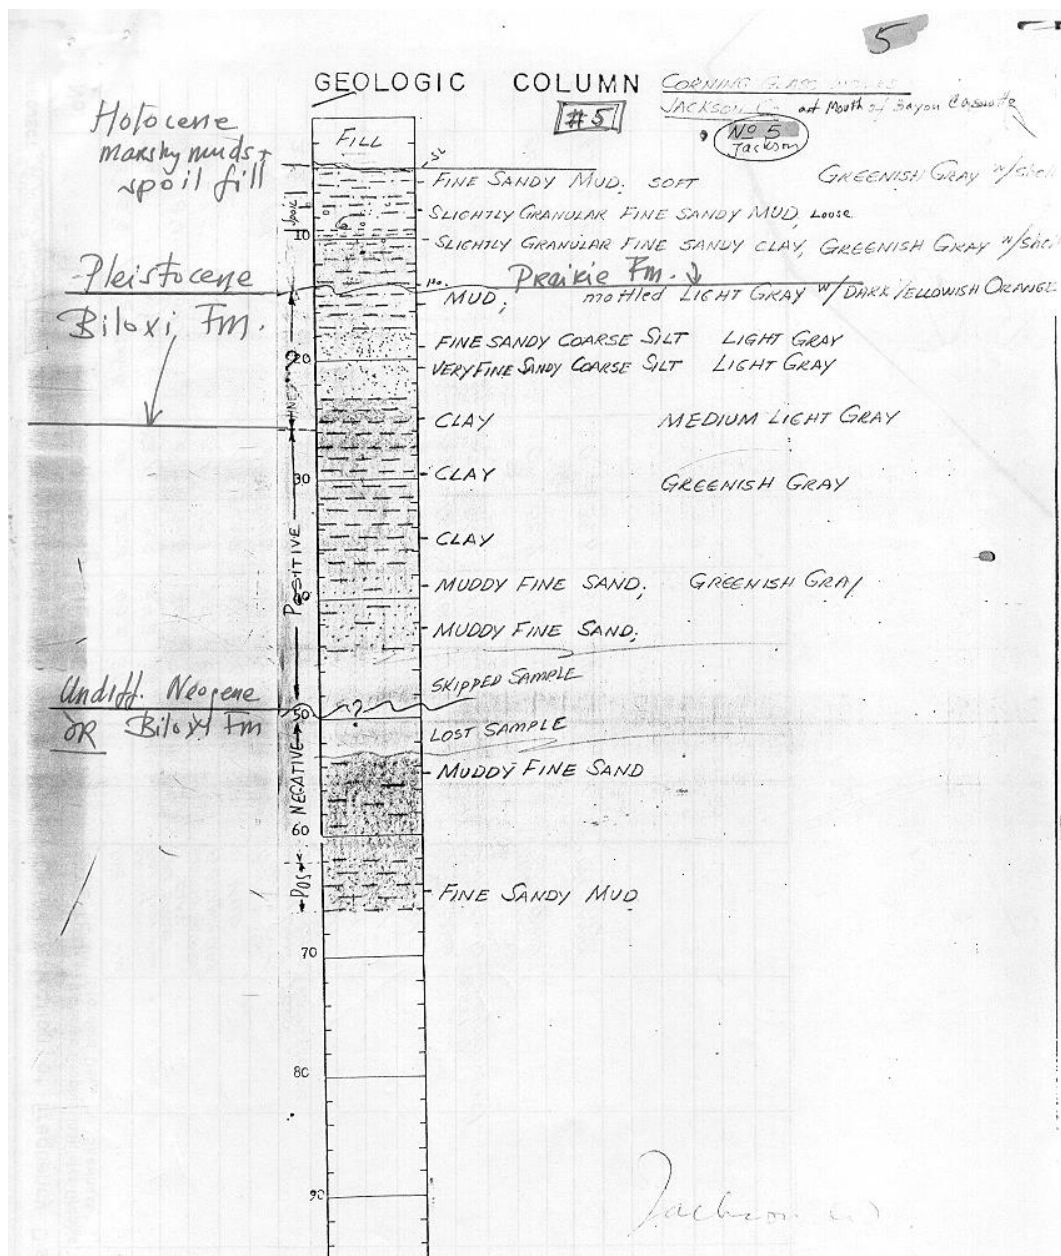 5
GEOLOGIC COLUMN CORNING GLASS WORKS
#5
JACKSON Co. at Mouth of Bayou Casotte
No 5
Jackson
Holocene
marshy muds +
spoil fill
FILL
SL
FINE SANDY MUD; SOFT GREENISH GRAY w/shell
SLIGHTLY GRANULAR FINE SANDY MUD, Loose
10
SLIGHTLY GRANULAR FINE SANDY CLAY, GREENISH GRAY w/shell
Pleistocene
Prairie Fm.
MUD; mottled LIGHT GRAY w/ DARK YELLOWISH ORANGE
Biloxi Fm.
FINE SANDY COARSE SILT LIGHT GRAY
20
VERY FINE SANDY COARSE SILT LIGHT GRAY
CLAY MEDIUM LIGHT GRAY
30
CLAY GREENISH GRAY
CLAY
POSITIVE
MUDDY FINE SAND; GREENISH GRAY
MUDDY FINE SAND;
SKIPPED SAMPLE
Undiff. Neogene
OR Biloxi Fm
?
50
LOST SAMPLE
NEGATIVE
MUDDY FINE SAND
60
POS
FINE SANDY MUD
70
80
90
Jackson Co.